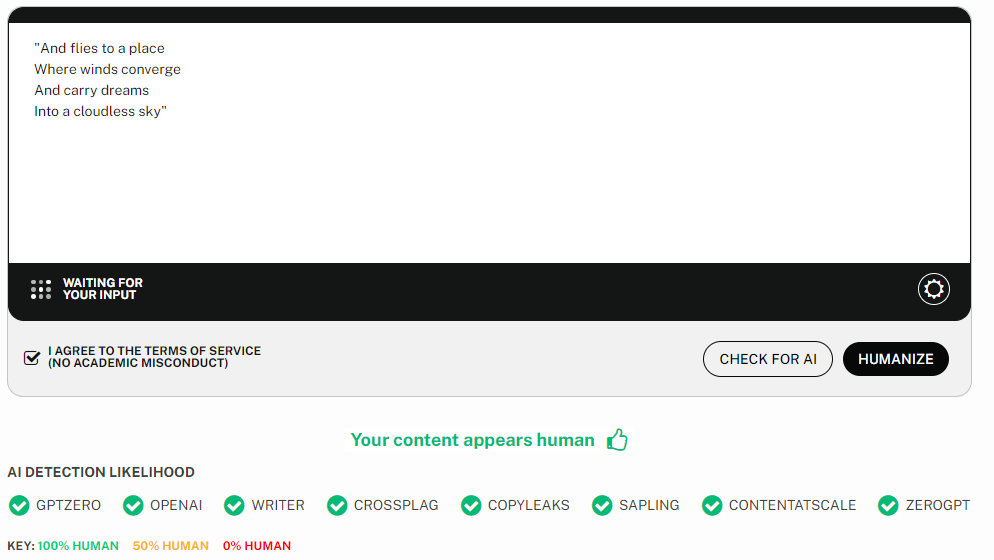 "And flies to a place
Where winds converge
And carry dreams
Into a cloudless sky"
WAITING FOR
YOUR INPUT
I AGREE TO THE TERMS OF SERVICE
(NO ACADEMIC MISCONDUCT)
CHECK FOR AI
HUMANIZE
Your content appears human
AI DETECTION LIKELIHOOD
GPTZERO OPENAI WRITER CROSSPLAG COPYLEAKS SAPLING CONTENTATSCALE ZEROGPT
KEY: 100% HUMAN 50% HUMAN 0% HUMAN